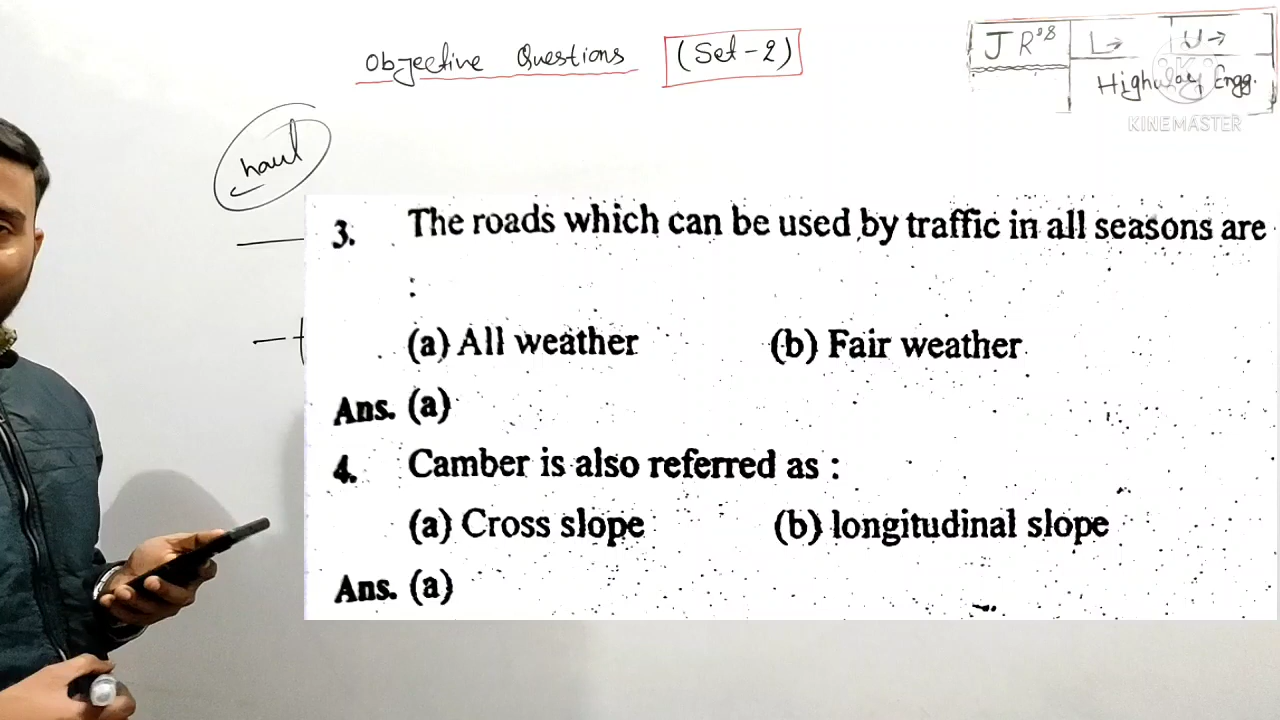 Objective Questions (Set-2)
JR's
L→
U→
Highway Engg.
KINEMASTER
haul
3. The roads which can be used by traffic in all seasons are
:
(a) All weather (b) Fair weather
Ans. (a)
4. Camber is also referred as :
(a) Cross slope (b) longitudinal slope
Ans. (a)